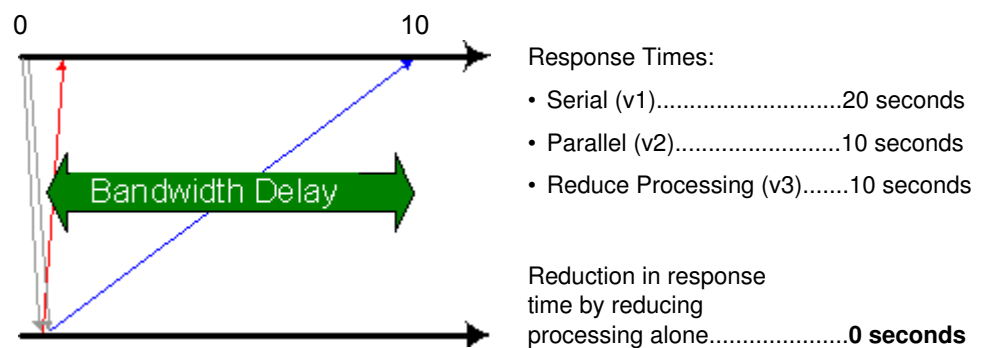 0 10
Bandwidth Delay
Response Times:
• Serial (v1)............................20 seconds
• Parallel (v2).........................10 seconds
• Reduce Processing (v3).......10 seconds
Reduction in response
time by reducing
processing alone.....................0 seconds